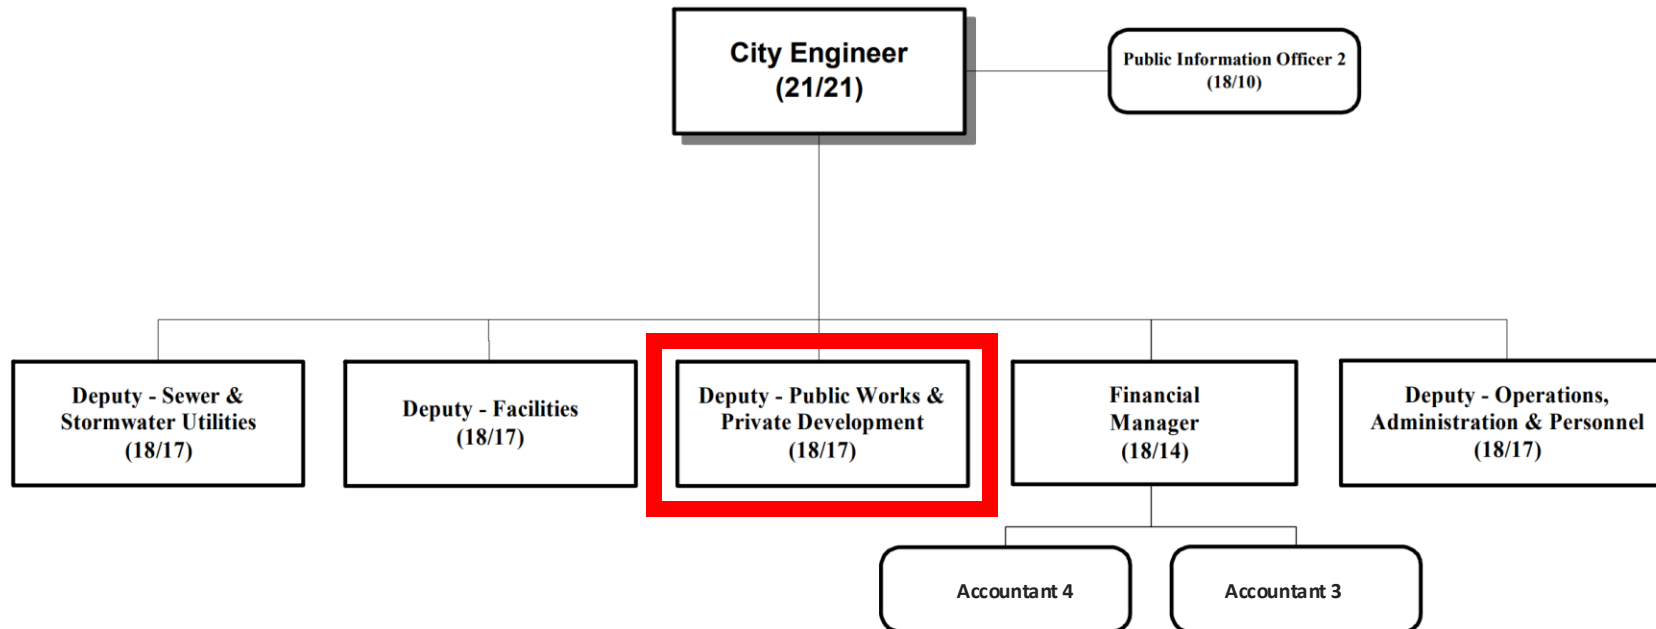 City Engineer
(21/21)
Public Information Officer 2
(18/10)
Deputy - Sewer &
Stormwater Utilities
(18/17)
Deputy - Facilities
(18/17)
Deputy - Public Works &
Private Development
(18/17)
Financial
Manager
(18/14)
Deputy - Operations,
Administration & Personnel
(18/17)
Accountant 4
Accountant 3